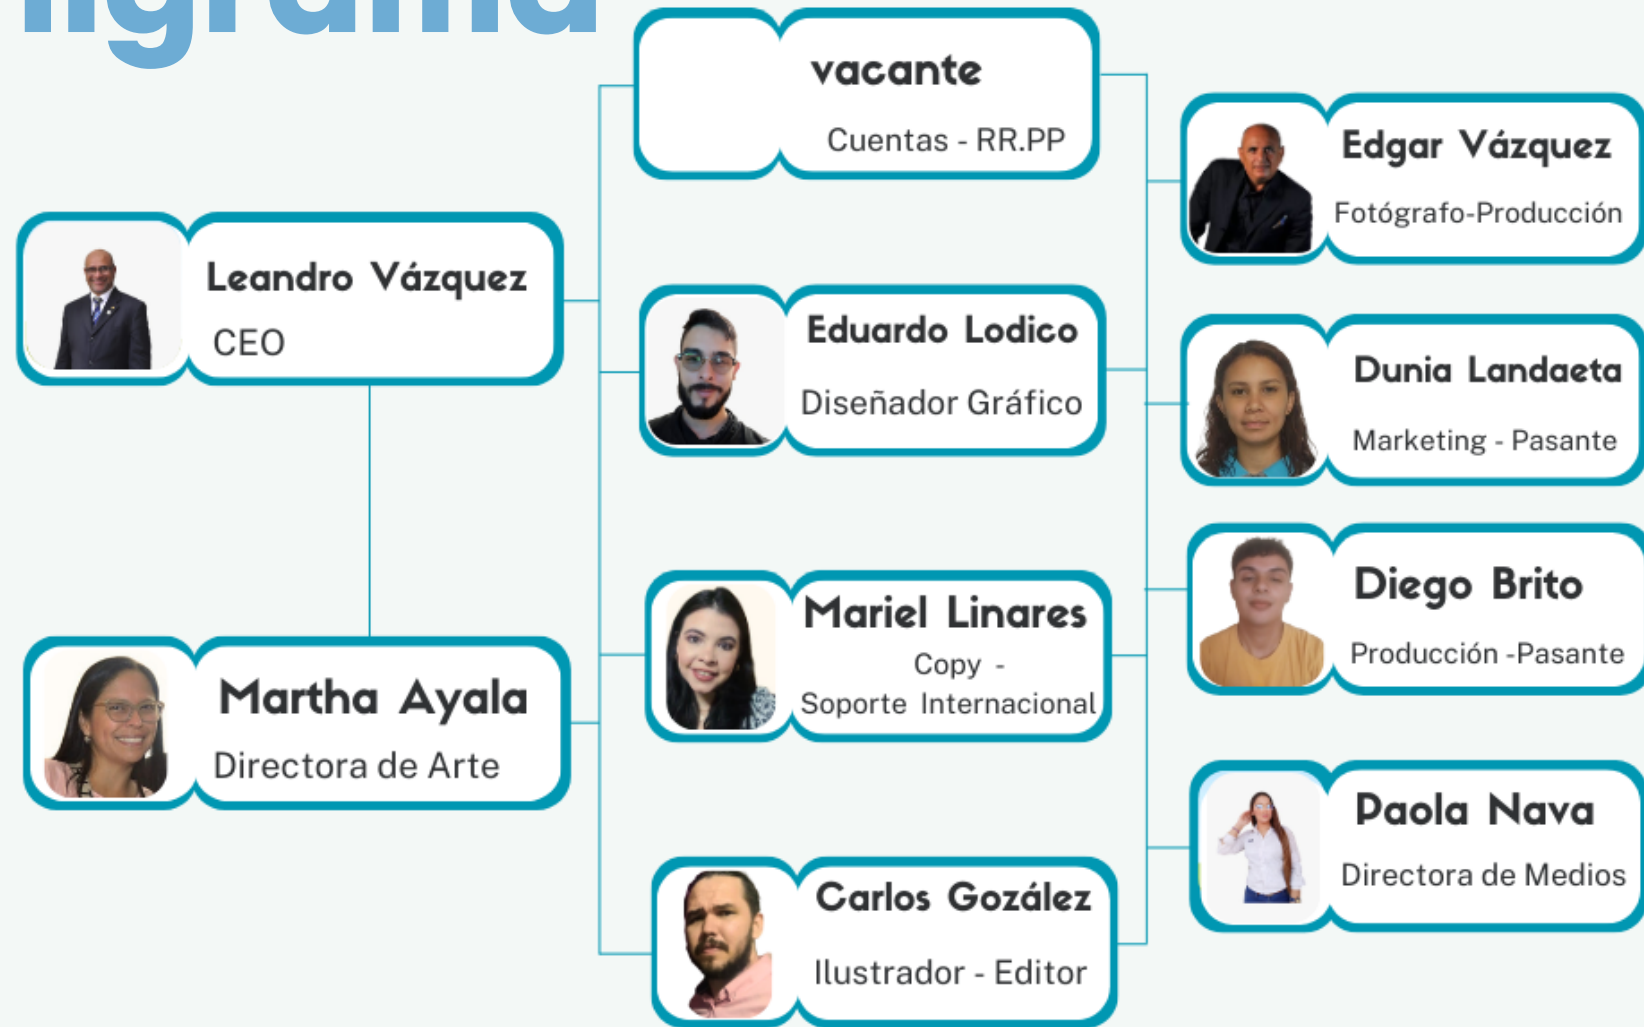 vacante
Cuentas - RR.PP
Leandro Vázquez
CEO
Martha Ayala
Directora de Arte
Eduardo Lodico
Diseñador Gráfico
Mariel Linares
Copy -
Soporte Internacional
Carlos Gozález
Ilustrador - Editor
Edgar Vázquez
Fotógrafo-Producción
Dunia Landaeta
Marketing - Pasante
Diego Brito
Producción -Pasante
Paola Nava
Directora de Medios